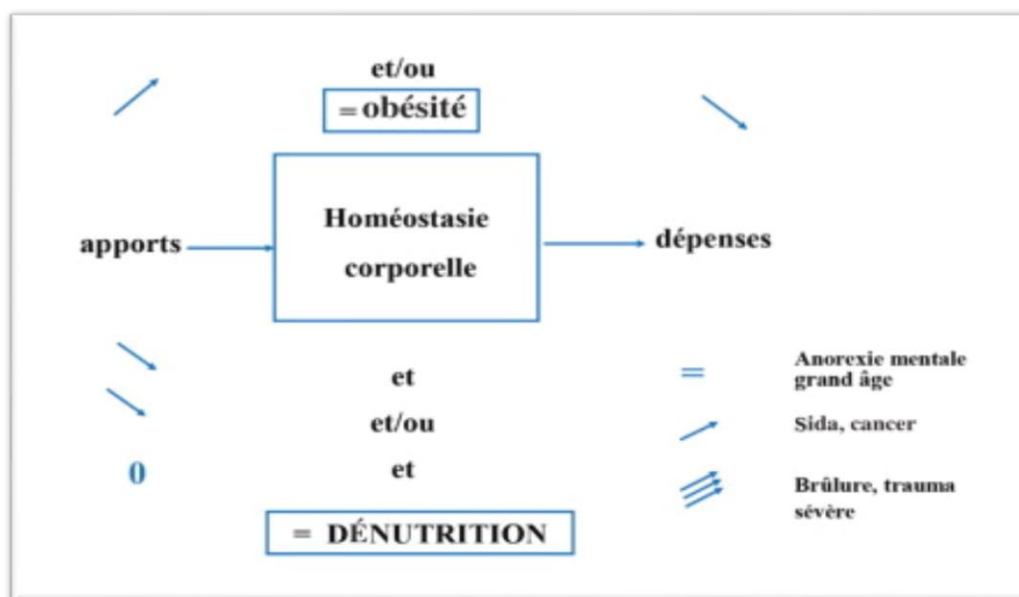 et/ou
= obésité
Homéostasie
corporelle
apports
dépenses
et
=
Anorexie mentale
grand âge
et/ou
Sida, cancer
0
et
Brûlure, trauma
sévère
= DÉNUTRITION